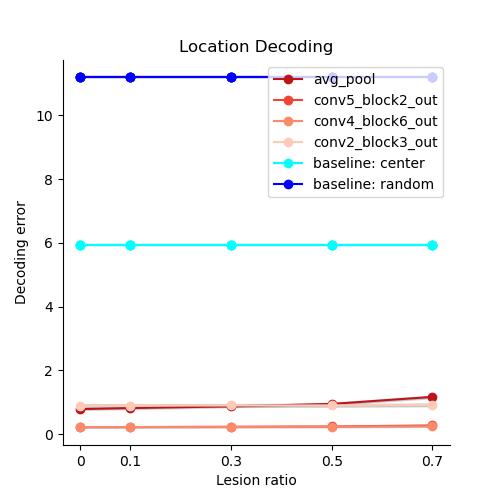 Location Decoding
avg_pool
conv5_block2_out
conv4_block6_out
conv2_block3_out
baseline: center
baseline: random
Decoding error
10
8
6
4
2
0
0 0.1 0.3 0.5 0.7
Lesion ratio